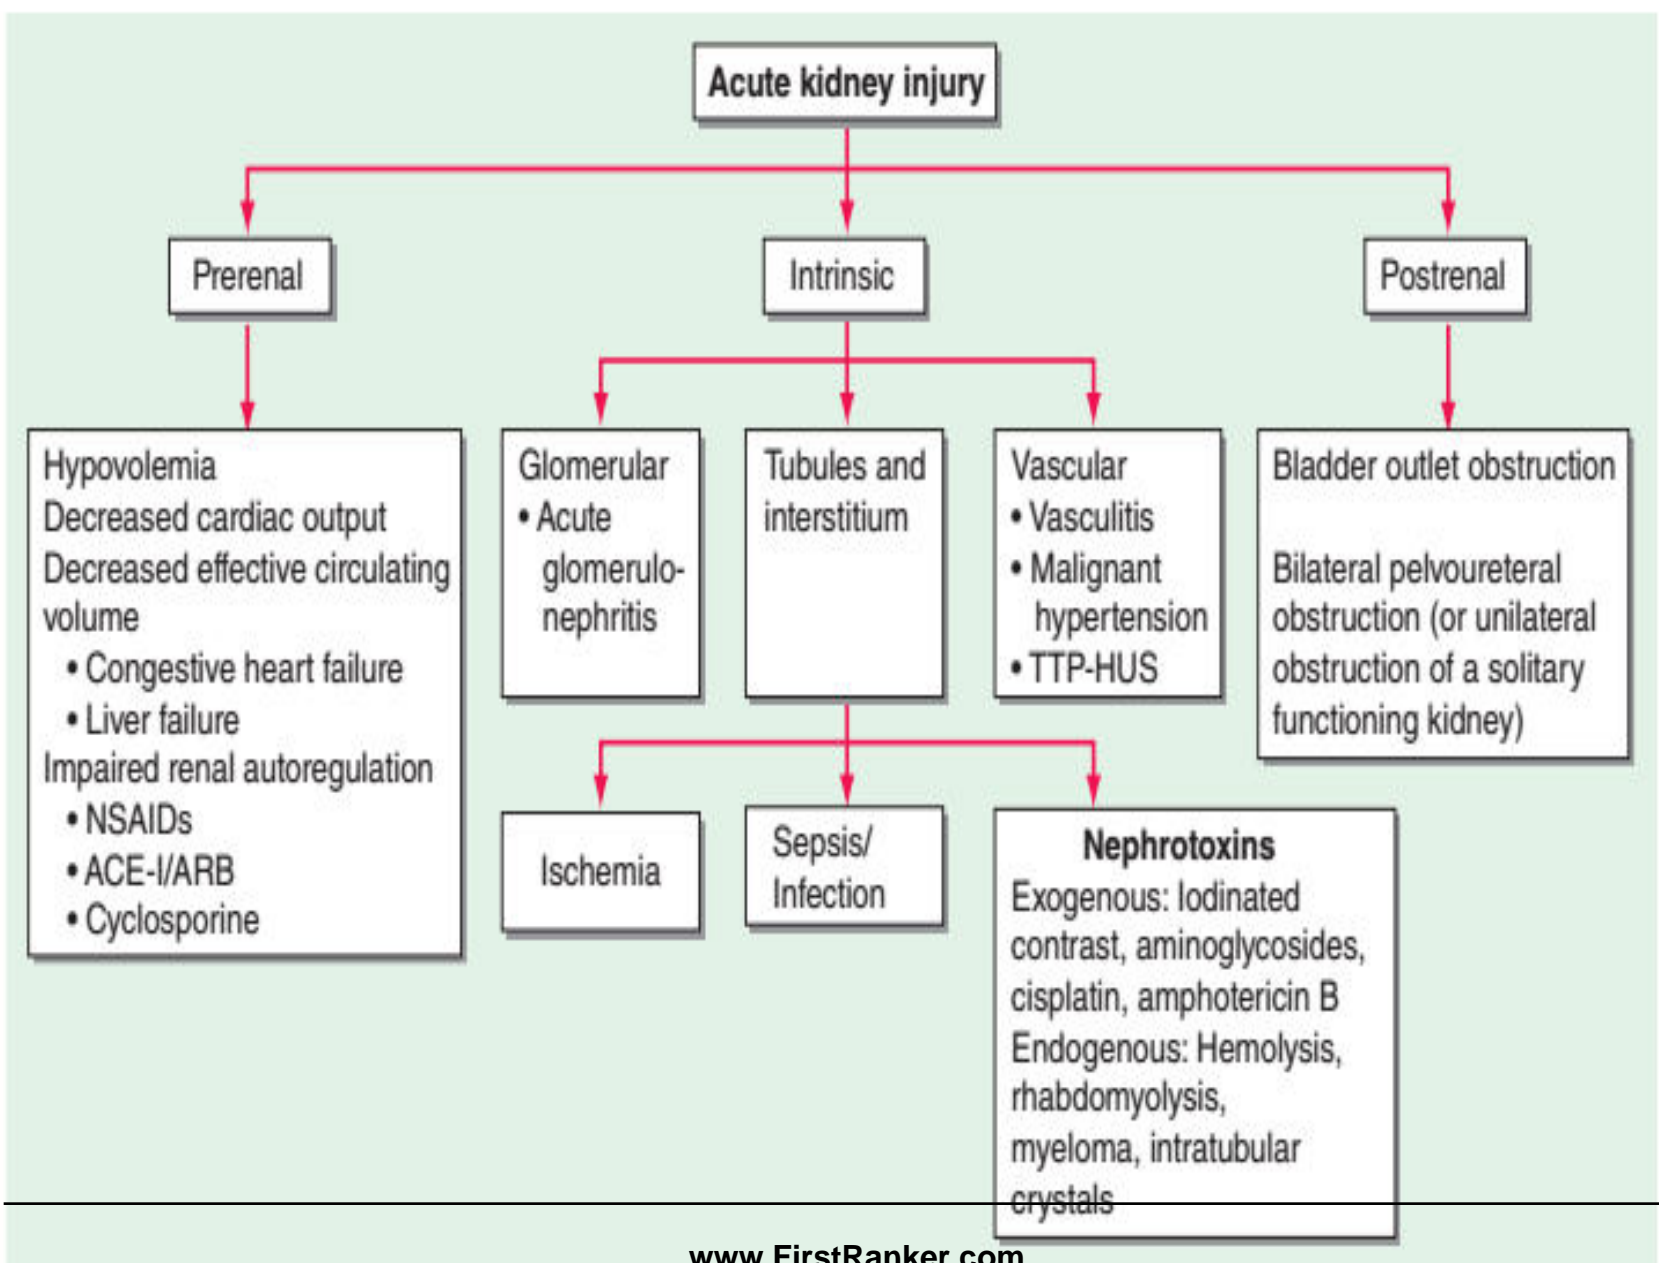 Acute kidney injury
Prerenal
Intrinsic
Postrenal
Hypovolemia
Decreased cardiac output
Decreased effective circulating
volume
• Congestive heart failure
• Liver failure
Impaired renal autoregulation
• NSAIDs
• ACE-I/ARB
• Cyclosporine
Glomerular
• Acute
glomerulo-
nephritis
Tubules and
interstitium
Vascular
• Vasculitis
• Malignant
hypertension
• TTP-HUS
Bladder outlet obstruction
Bilateral pelvoureteral
obstruction (or unilateral
obstruction of a solitary
functioning kidney)
Ischemia
Sepsis/
Infection
Nephrotoxins
Exogenous: Iodinated
contrast, aminoglycosides,
cisplatin, amphotericin B
Endogenous: Hemolysis,
rhabdomyolysis,
myeloma, intratubular
crystals
www.FirstRanker.com